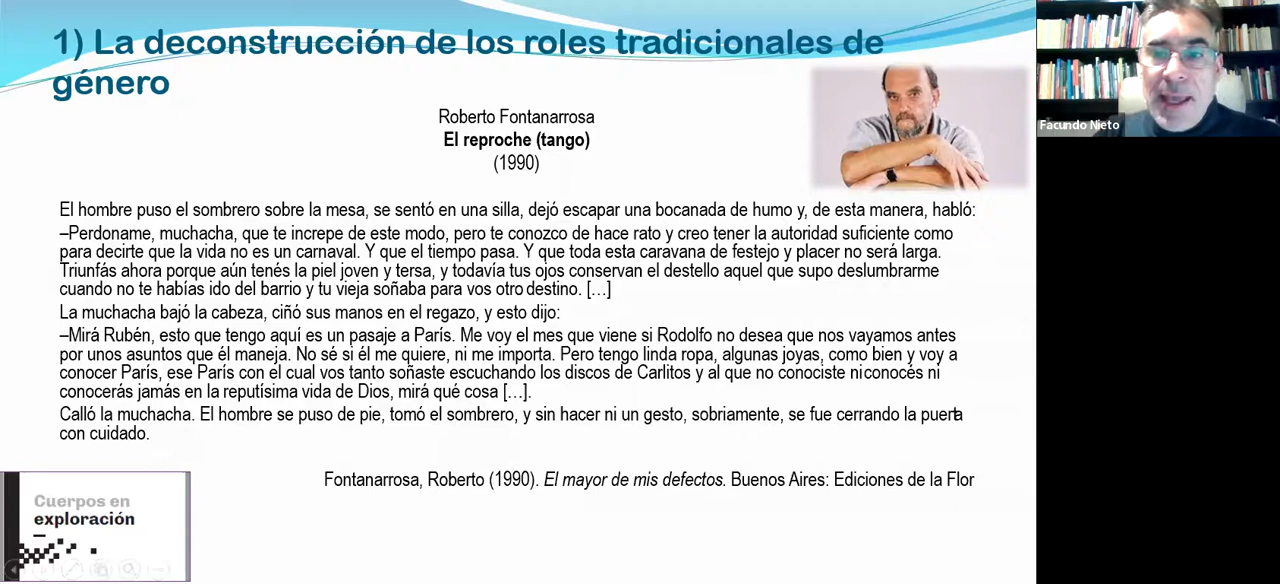 1) La deconstrucción de los roles tradicionales de
género
Roberto Fontanarrosa
El reproche (tango)
(1990)
El hombre puso el sombrero sobre la mesa, se sentó en una silla, dejó escapar una bocanada de humo y, de esta manera, habló:
–Perdoname, muchacha, que te increpe de este modo, pero te conozco de hace rato y creo tener la autoridad suficiente como
para decirte que la vida no es un carnaval. Y que el tiempo pasa. Y que toda esta caravana de festejo y placer no será larga.
Triunfás ahora porque aún tenés la piel joven y tersa, y todavía tus ojos conservan el destello aquel que supo deslumbrarme
cuando no te habías ido del barrio y tu vieja soñaba para vos otro destino. […]
La muchacha bajó la cabeza, ciñó sus manos en el regazo, y esto dijo:
–Mirá Rubén, esto que tengo aquí es un pasaje a París. Me voy el mes que viene si Rodolfo no desea que nos vayamos antes
por unos asuntos que él maneja. No sé si él me quiere, ni me importa. Pero tengo linda ropa, algunas joyas, como bien y voy a
conocer París, ese París con el cual vos tanto soñaste escuchando los discos de Carlitos y al que no conociste ni conocés ni
conocerás jamás en la reputísima vida de Dios, mirá qué cosa […].
Calló la muchacha. El hombre se puso de pie, tomó el sombrero, y sin hacer ni un gesto, sobriamente, se fue cerrando la puerta
con cuidado.
Fontanarrosa, Roberto (1990). El mayor de mis defectos. Buenos Aires: Ediciones de la Flor
Cuerpos en
exploración
Facundo Nieto